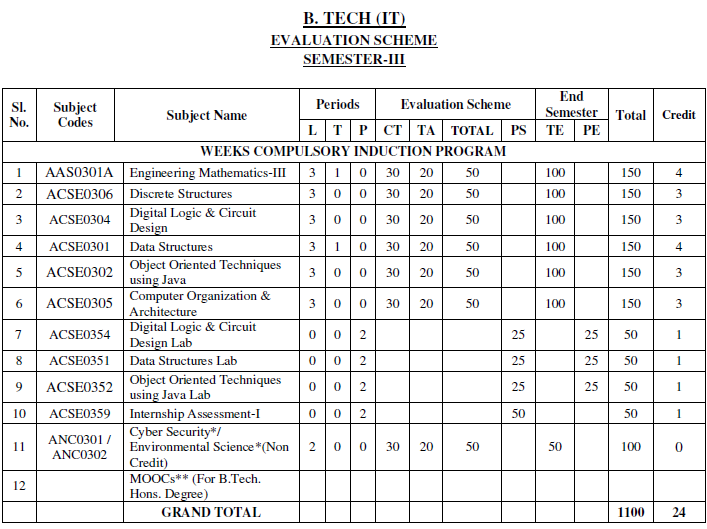 B. TECH (IT)
EVALUATION SCHEME
SEMESTER-III
Sl. No. Subject Codes Subject Name Periods Evaluation Scheme End Semester Total Credit
L T P CT TA TOTAL PS TE PE
WEEKS COMPULSORY INDUCTION PROGRAM
1 AAS0301A Engineering Mathematics-III 3 1 0 30 20 50 100 150 4
2 ACSE0306 Discrete Structures 3 0 0 30 20 50 100 150 3
3 ACSE0304 Digital Logic & Circuit Design 3 0 0 30 20 50 100 150 3
4 ACSE0301 Data Structures 3 1 0 30 20 50 100 150 4
5 ACSE0302 Object Oriented Techniques using Java 3 0 0 30 20 50 100 150 3
6 ACSE0305 Computer Organization & Architecture 3 0 0 30 20 50 100 150 3
7 ACSE0354 Digital Logic & Circuit Design Lab 0 0 2 25 25 50 1
8 ACSE0351 Data Structures Lab 0 0 2 25 25 50 1
9 ACSE0352 Object Oriented Techniques using Java Lab 0 0 2 25 25 50 1
10 ACSE0359 Internship Assessment-I 0 0 2 50 50 1
11 ANC0301 / ANC0302 Cyber Security*/ Environmental Science*(Non Credit) 2 0 0 30 20 50 50 100 0
12 MOOCs** (For B.Tech. Hons. Degree)
GRAND TOTAL 1100 24